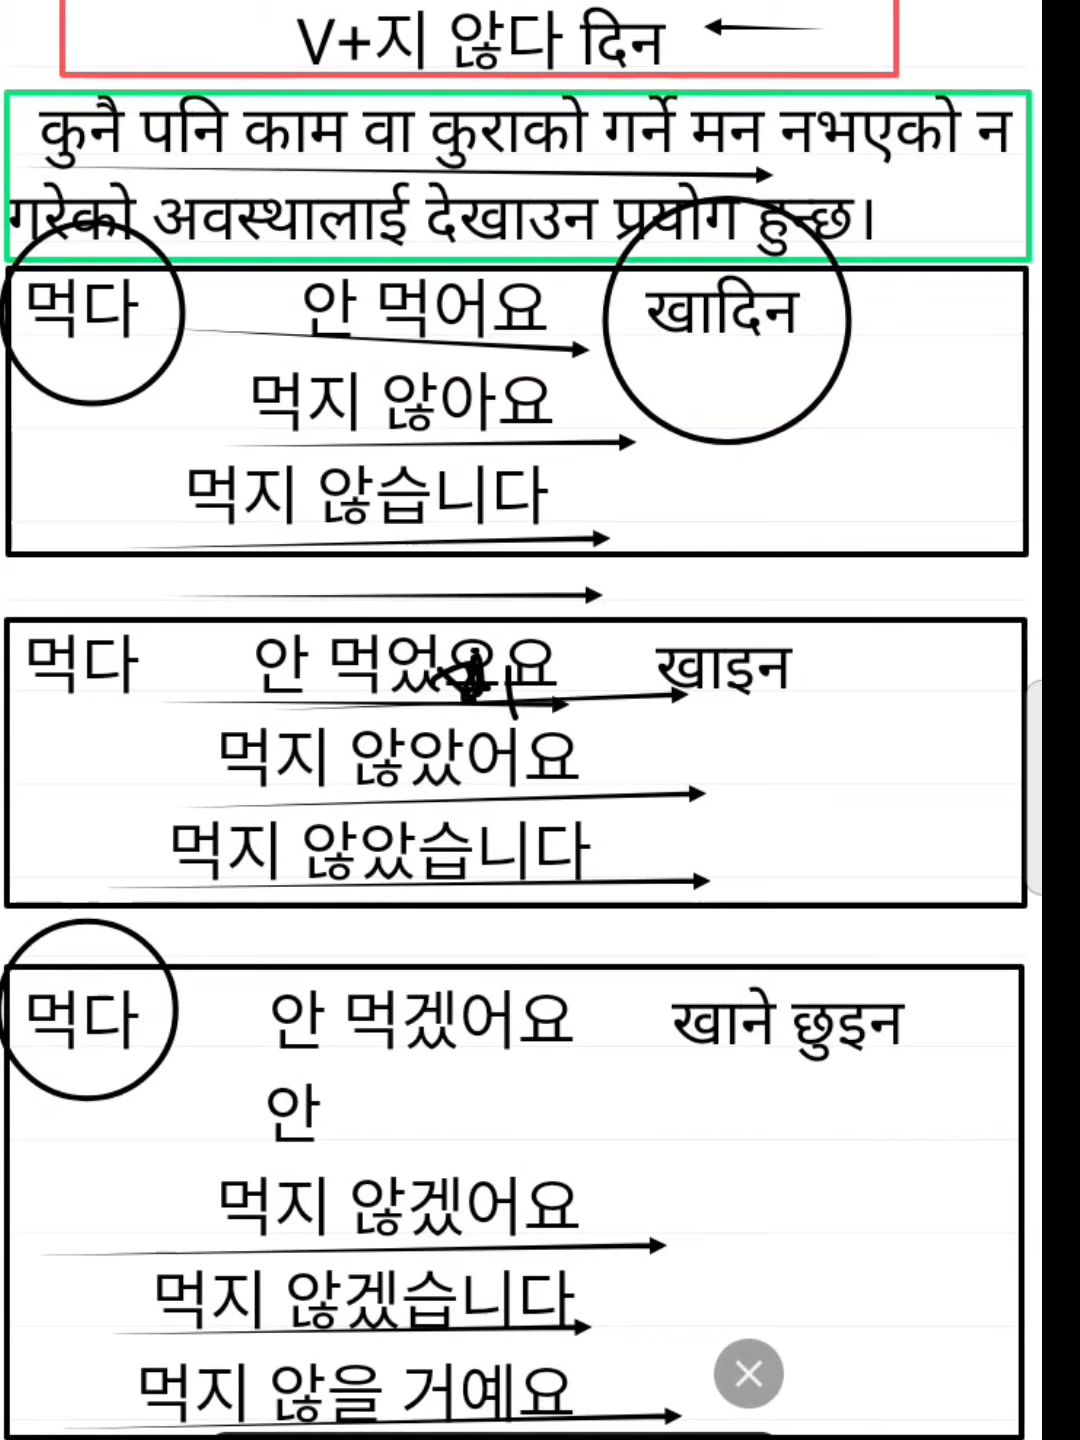 V+지 않다 दिन
कुनै पनि काम वा कुराको गर्ने मन नभएको न
गरेको अवस्थालाई देखाउन प्रयोग हुन्छ।
먹다 안 먹어요 खादिन
먹지 않아요
먹지 않습니다
먹다 안 먹었요요 खाइन
먹지 않았어요
먹지 않았습니다
먹다 안 먹겠어요 खाने छुइन
안
먹지 않겠어요
먹지 않겠습니다
먹지 않을 거예요